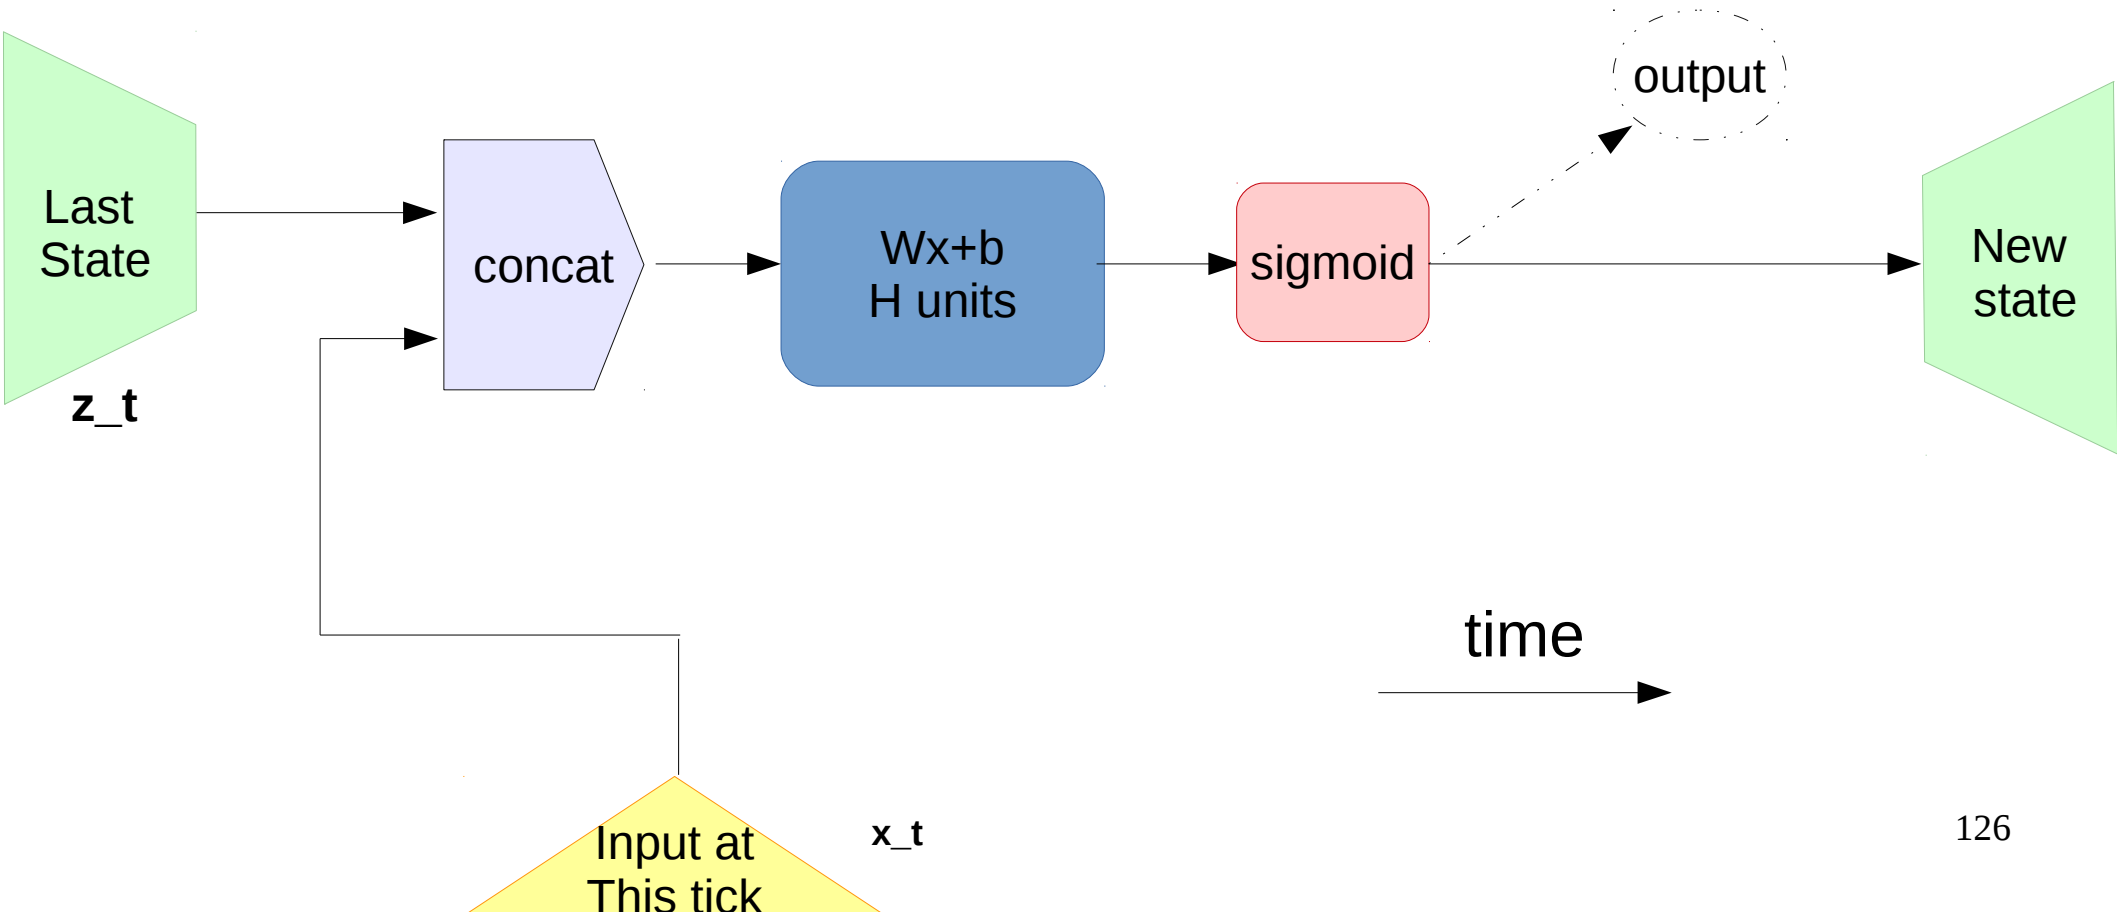 output
Last
State
concat
Wx+b
H units
sigmoid
New
state
z_t
time
x_t
Input at
This tick
126